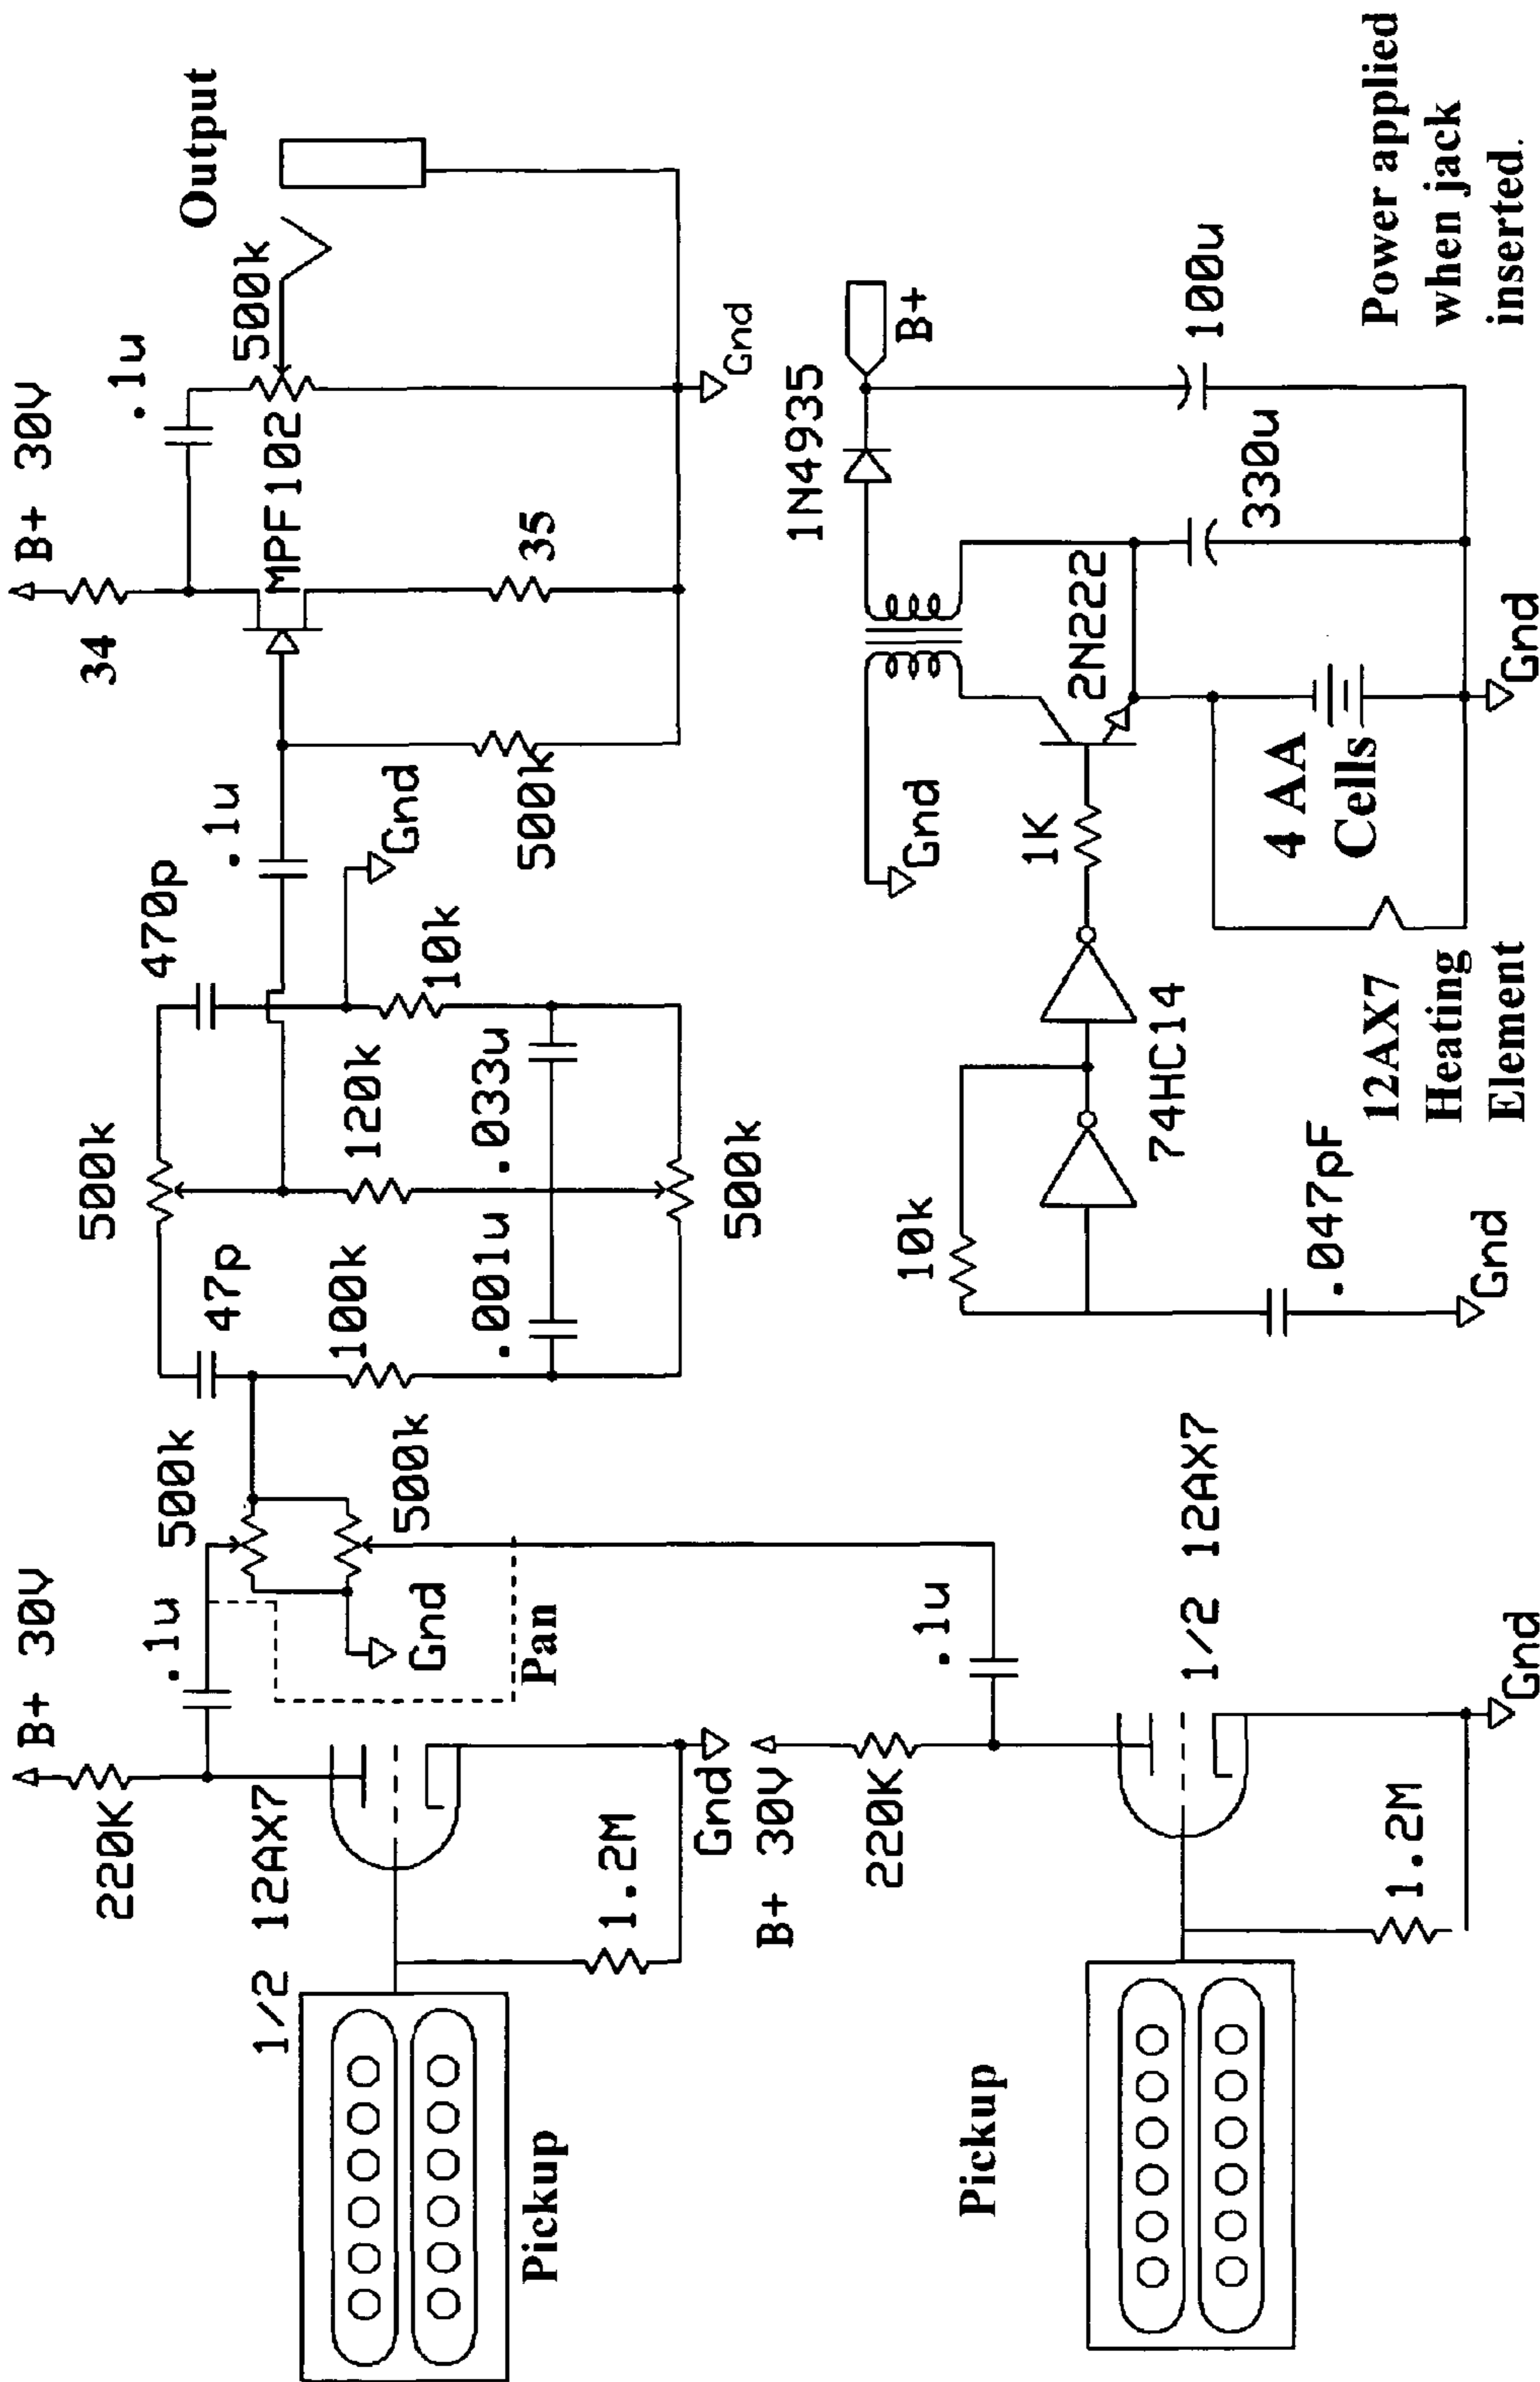 B+ 30V
220K
.1u
1/2 12AX7
Pickup
1.2M
Gnd
500k
500k
Gnd
Pan
47p
500k
470p
100k
120k
10k
.001u
.033u
500k
Gnd
.1u
500k
B+ 30V
34
.1u
MPF102
500k
35
Output
Gnd
B+ 30V
220K
.1u
Pickup
1/2 12AX7
1.2M
Gnd
10k
74HC14
.047pF
Gnd
1K
Gnd
2N222
1N4935
B+
330u
100u
4 AA
Cells
Gnd
12AX7
Heating
Element
Power applied
when jack
inserted.